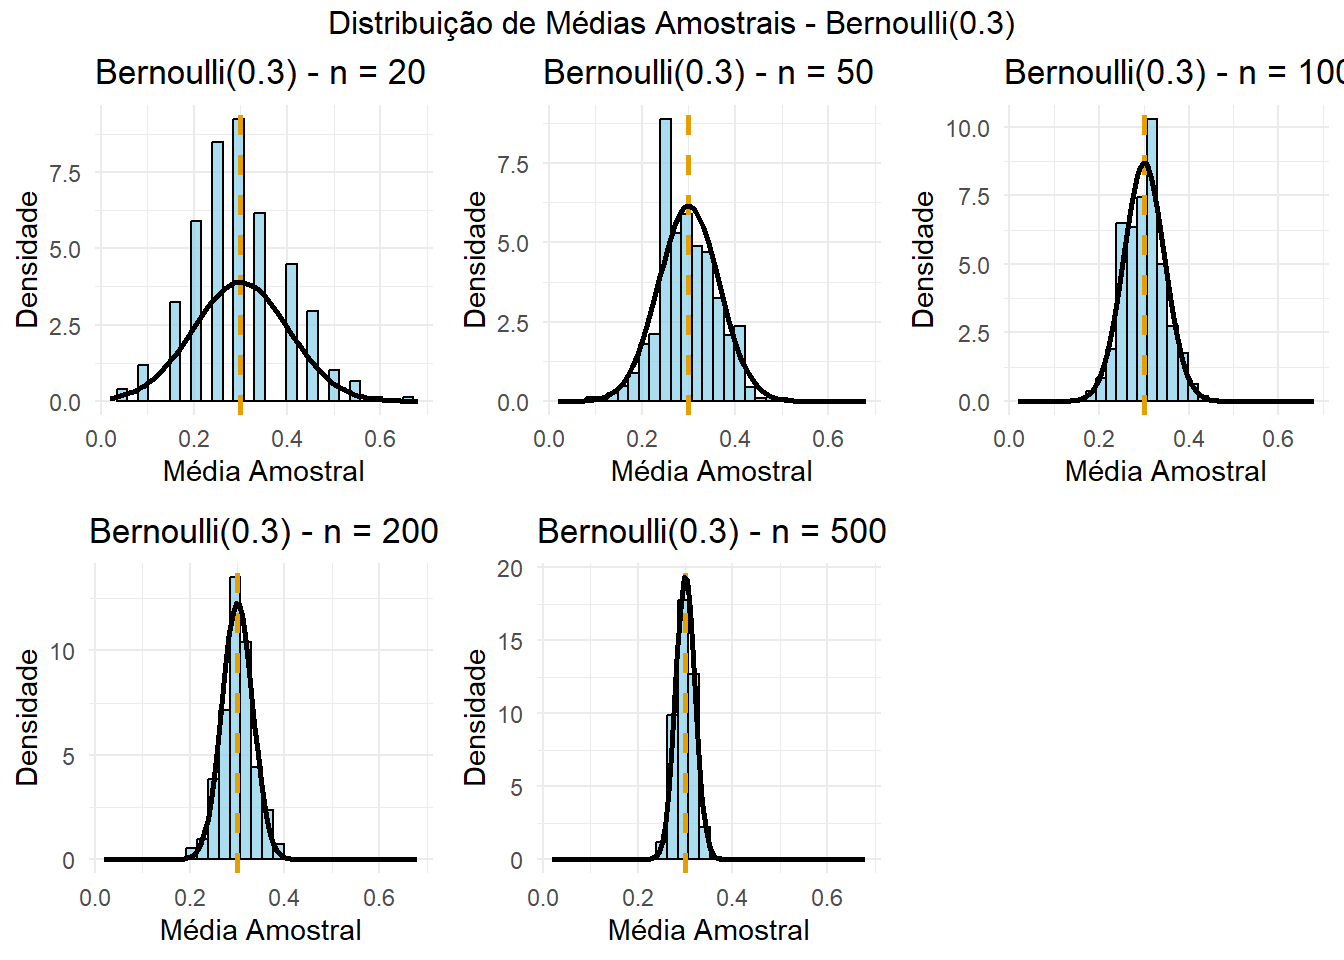 Distribuição de Médias Amostrais - Bernoulli(0.3)
Bernoulli(0.3) - n = 20
Densidade
7.5
5.0
2.5
0.0
0.0 0.2 0.4 0.6
Média Amostral
Bernoulli(0.3) - n = 50
Densidade
7.5
5.0
2.5
0.0
0.0 0.2 0.4 0.6
Média Amostral
Bernoulli(0.3) - n = 100
Densidade
10.0
7.5
5.0
2.5
0.0
0.0 0.2 0.4 0.6
Média Amostral
Bernoulli(0.3) - n = 200
Densidade
10
5
0
0.0 0.2 0.4 0.6
Média Amostral
Bernoulli(0.3) - n = 500
Densidade
20
15
10
5
0
0.0 0.2 0.4 0.6
Média Amostral